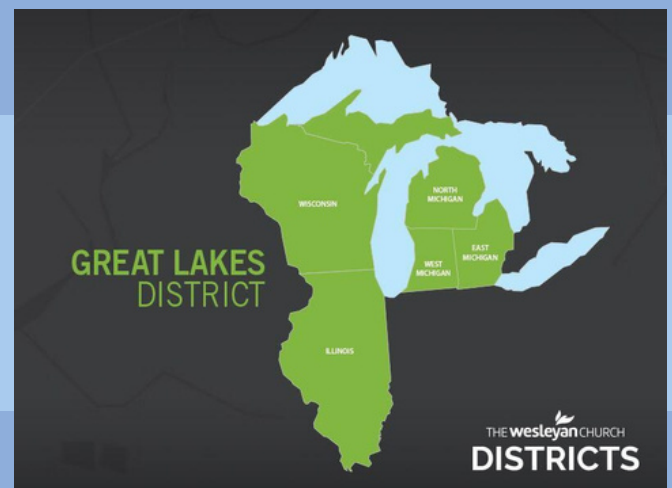 WISCONSIN
NORTH
MICHIGAN
EAST
MICHIGAN
WEST
MICHIGAN
GREAT LAKES
DISTRICT
ILLINOIS
THE wesleyan CHURCH
DISTRICTS